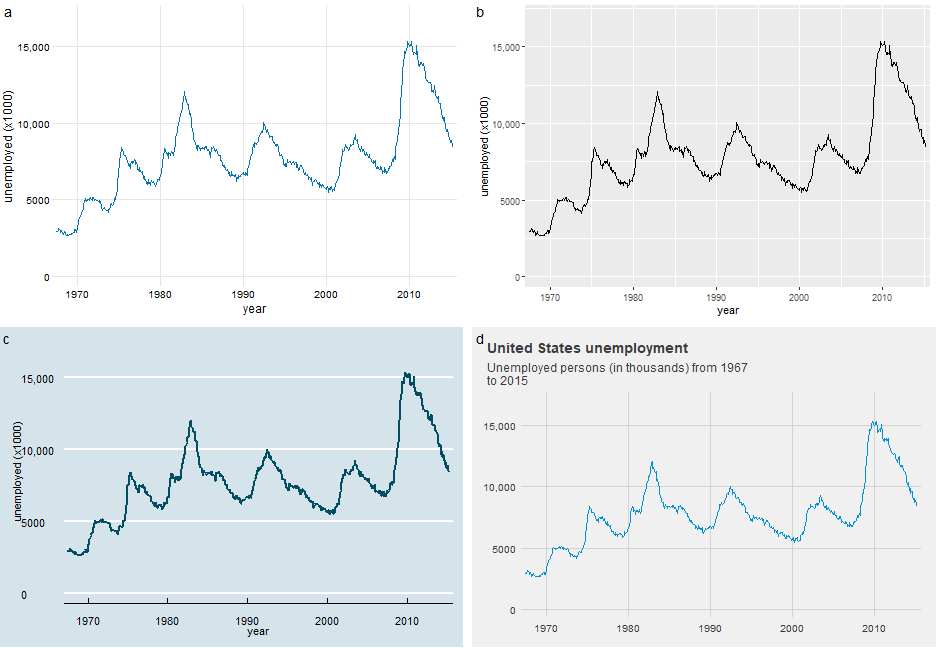 a
unemployed (x1000)
15,000
10,000
5000
0
1970 1980 1990 2000 2010
year
b
unemployed (x1000)
15,000
10,000
5000
0
1970 1980 1990 2000 2010
year
c
unemployed (x1000)
15,000
10,000
5000
0
1970 1980 1990 2000 2010
year
d
United States unemployment
Unemployed persons (in thousands) from 1967
to 2015
15,000
10,000
5000
0
1970 1980 1990 2000 2010